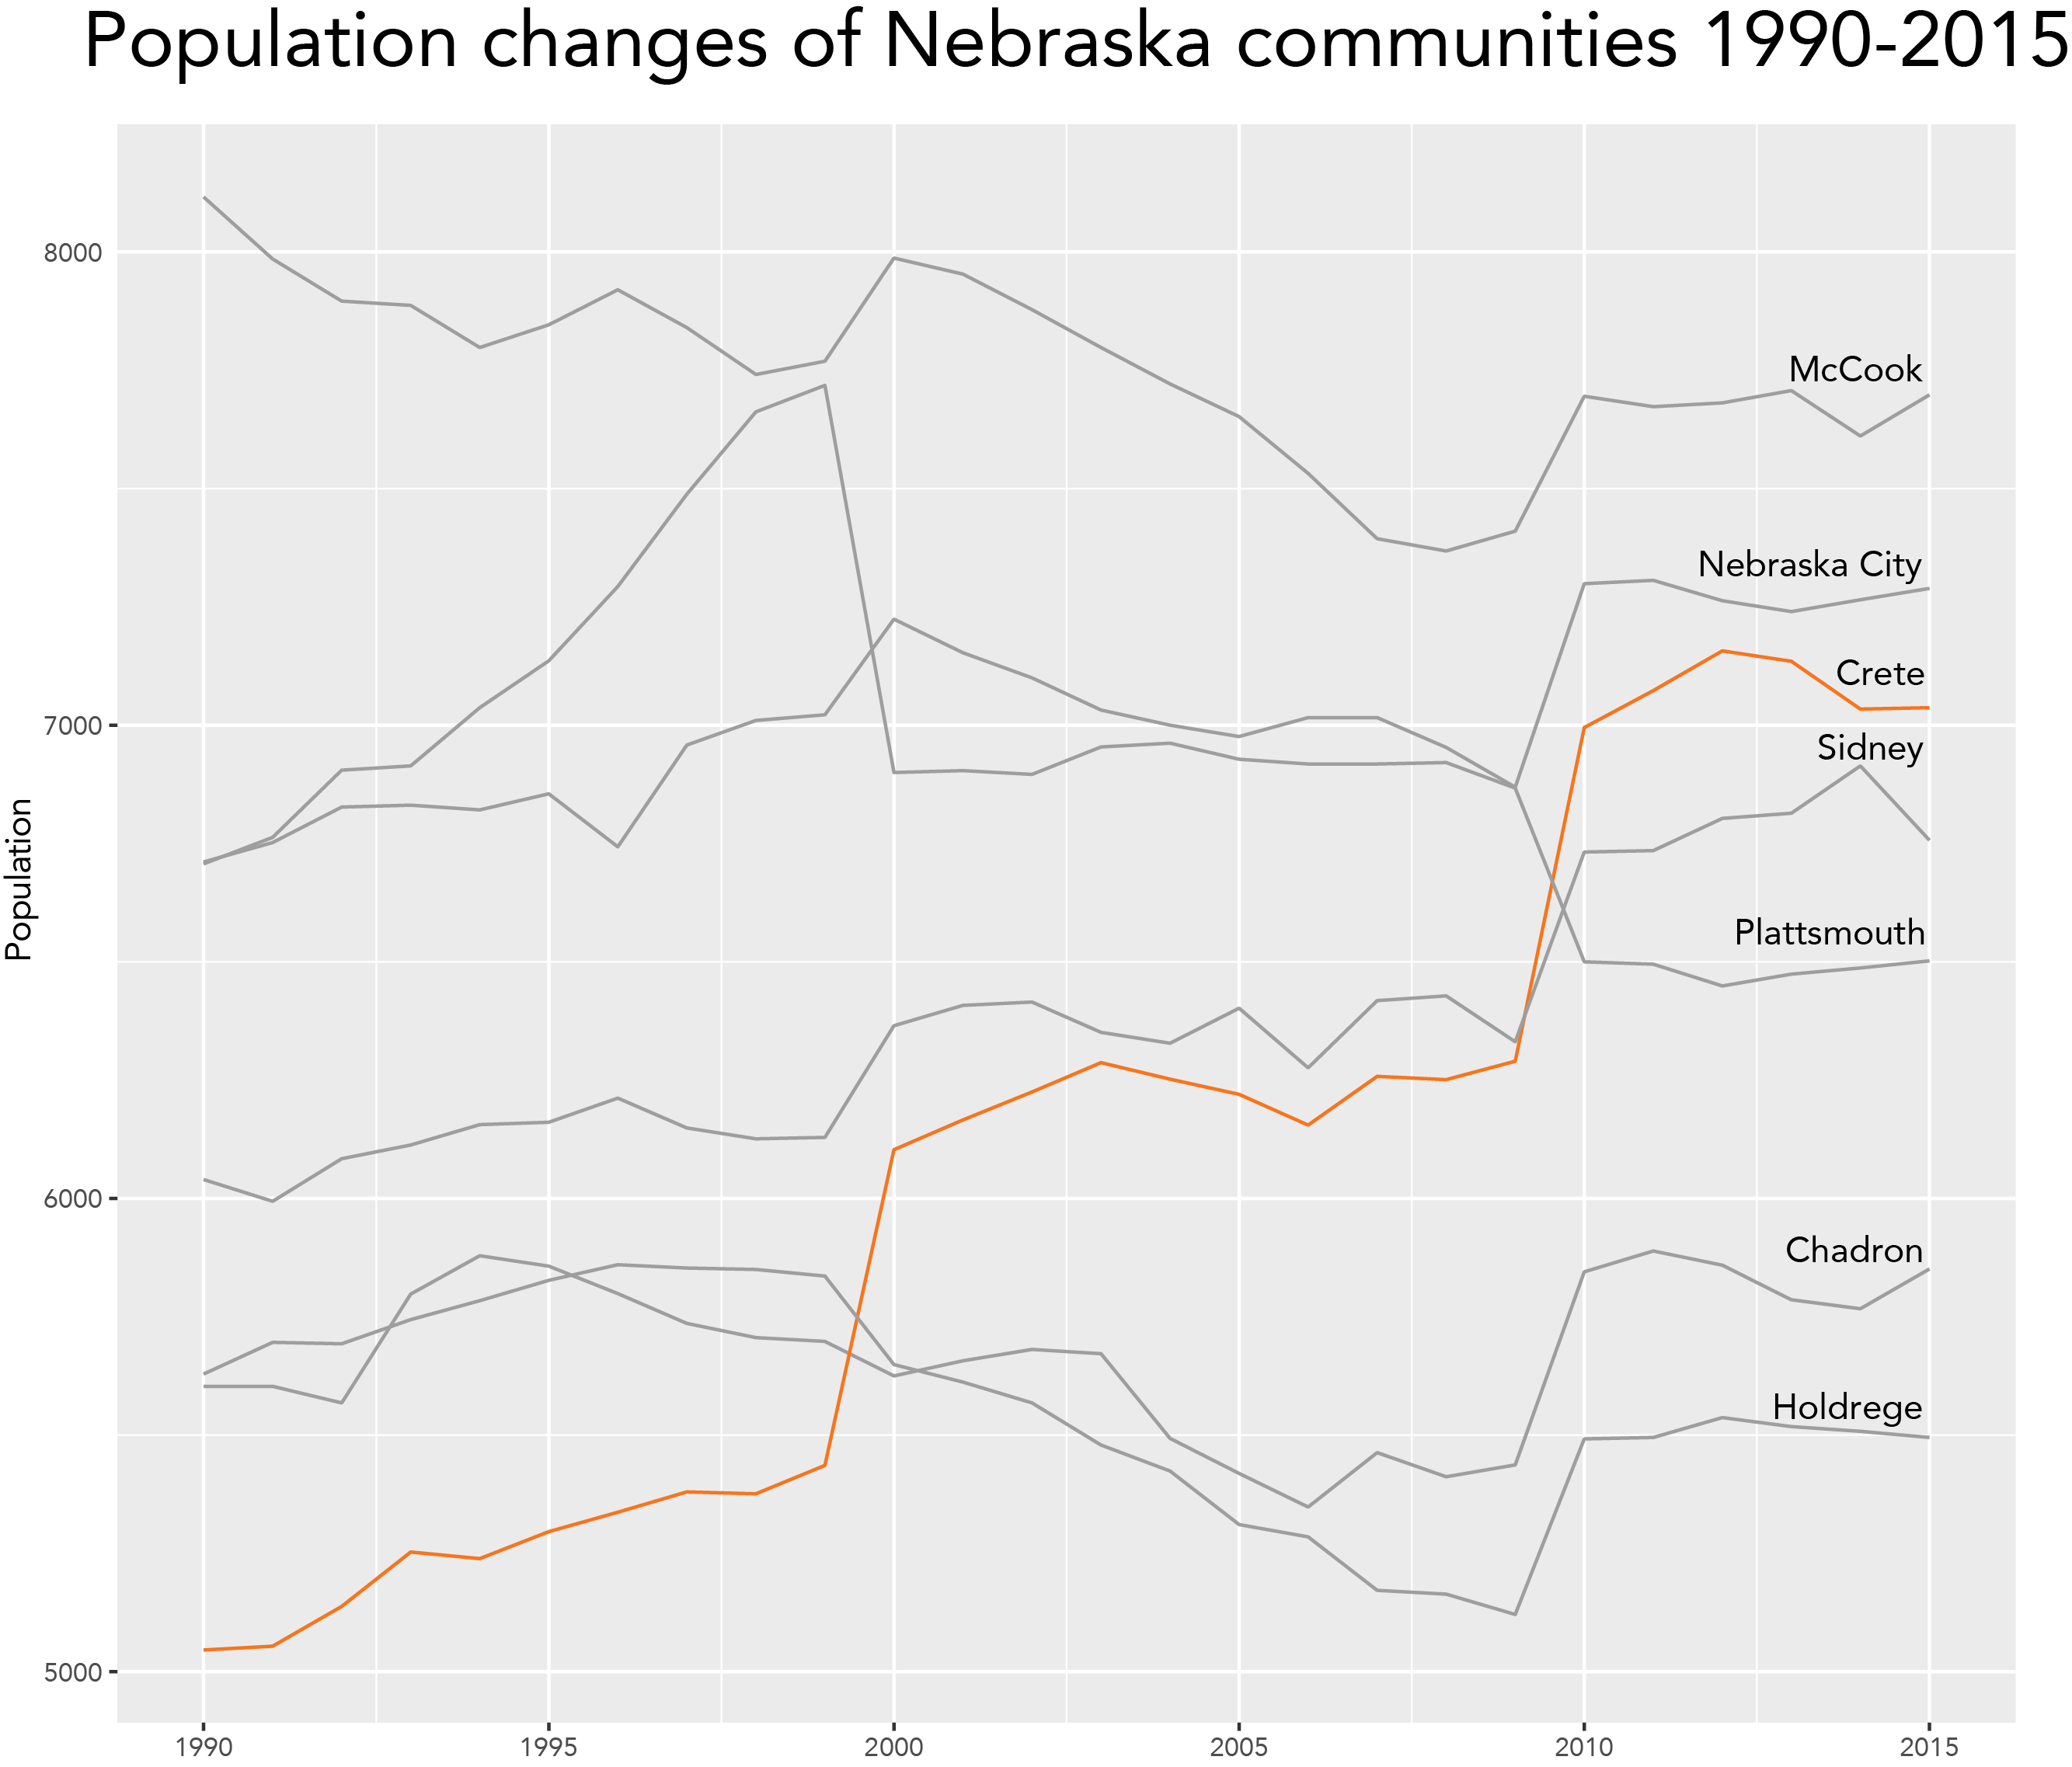 Population changes of Nebraska communities 1990-2015
8000
McCook
Nebraska City
Crete
7000
Sidney
Population
Plattsmouth
6000
Chadron
Holdrege
5000
1990 1995 2000 2005 2010 2015